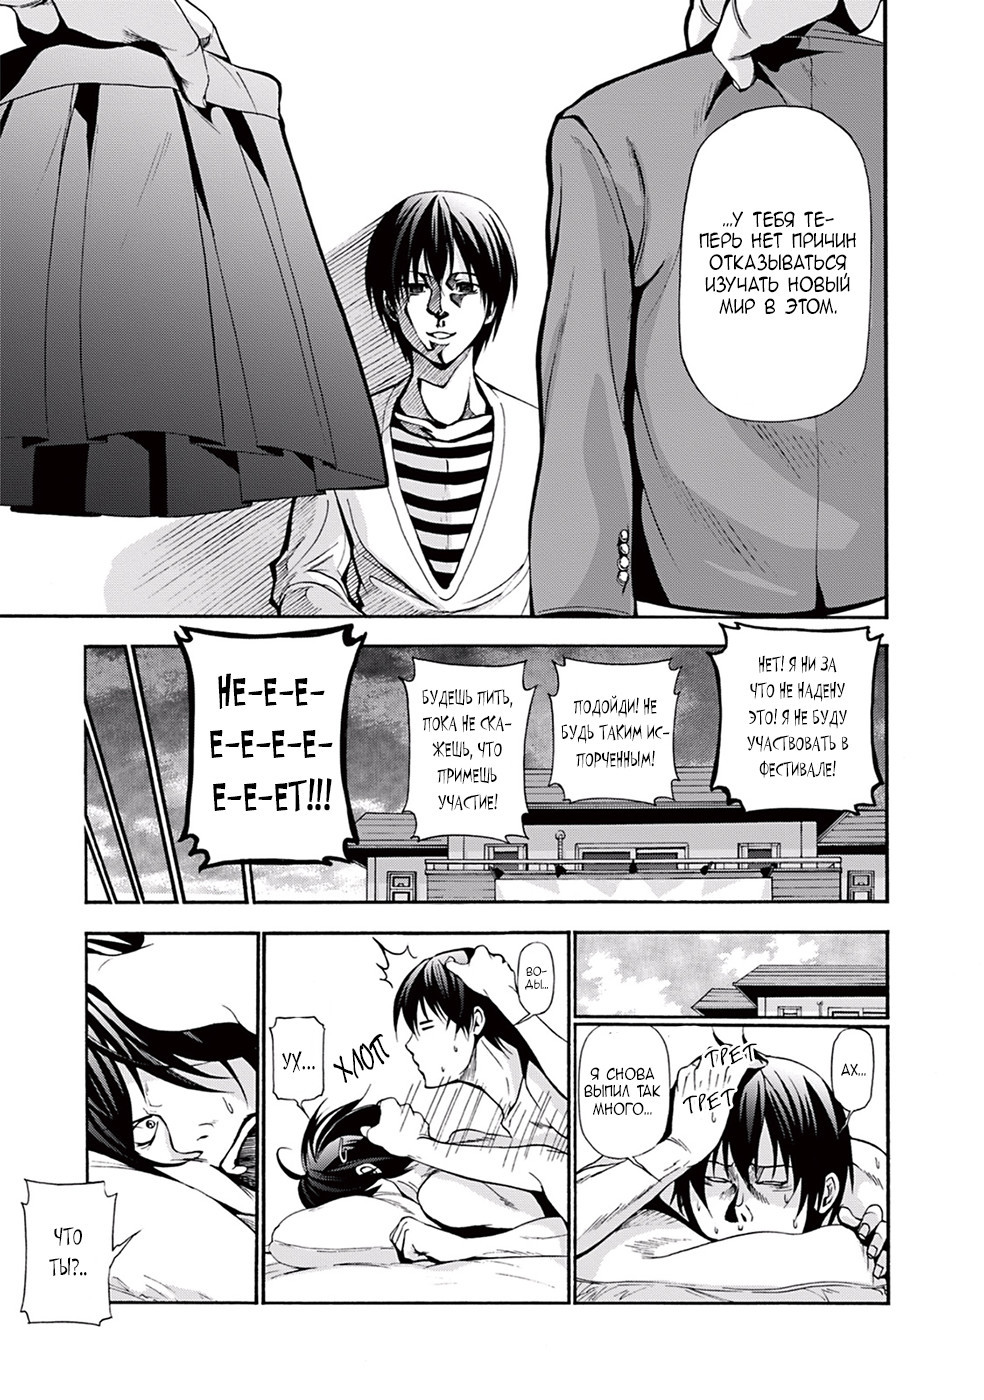 ...У ТЕБЯ ТЕ-
ПЕРЬ НЕТ ПРИЧИН
ОТКАЗЫВАТЬСЯ
ИЗУЧАТЬ НОВЫЙ
МИР В ЭТОМ.
НЕТ! Я НИ ЗА
ЧТО НЕ НАДЕНУ
ЭТО! Я НЕ БУДУ
УЧАСТВОВАТЬ В
ФЕСТИВАЛЕ!
ПОДОЙДИ! НЕ
БУДЬ ТАКИМ ИС-
ПОРЧЕННЫМ!
БУДЕШЬ ПИТЬ,
ПОКА НЕ СКА-
ЖЕШЬ, ЧТО
ПРИМЕШЬ
УЧАСТИЕ!
НЕ-Е-Е-
Е-Е-Е-Е-
Е-Е-ЕТ!!!
АХ...
ТРЕТ
ТРЕТ
Я СНОВА
ВЫПИЛ ТАК
МНОГО...
ВО-
ДЫ...
ХЛОП
УХ...
ЧТО
ТЫ?..